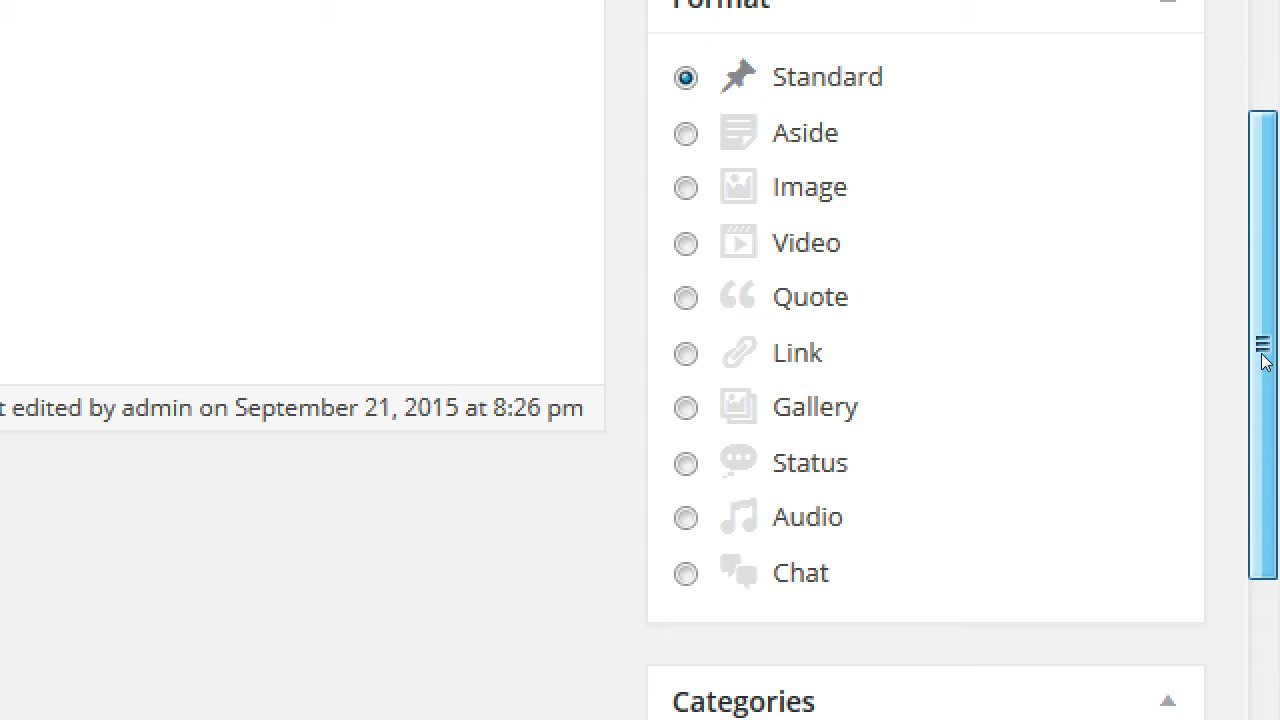 Format
Standard
Aside
Image
Video
Quote
Link
t edited by admin on September 21, 2015 at 8:26 pm
Gallery
Status
Audio
Chat
Categories